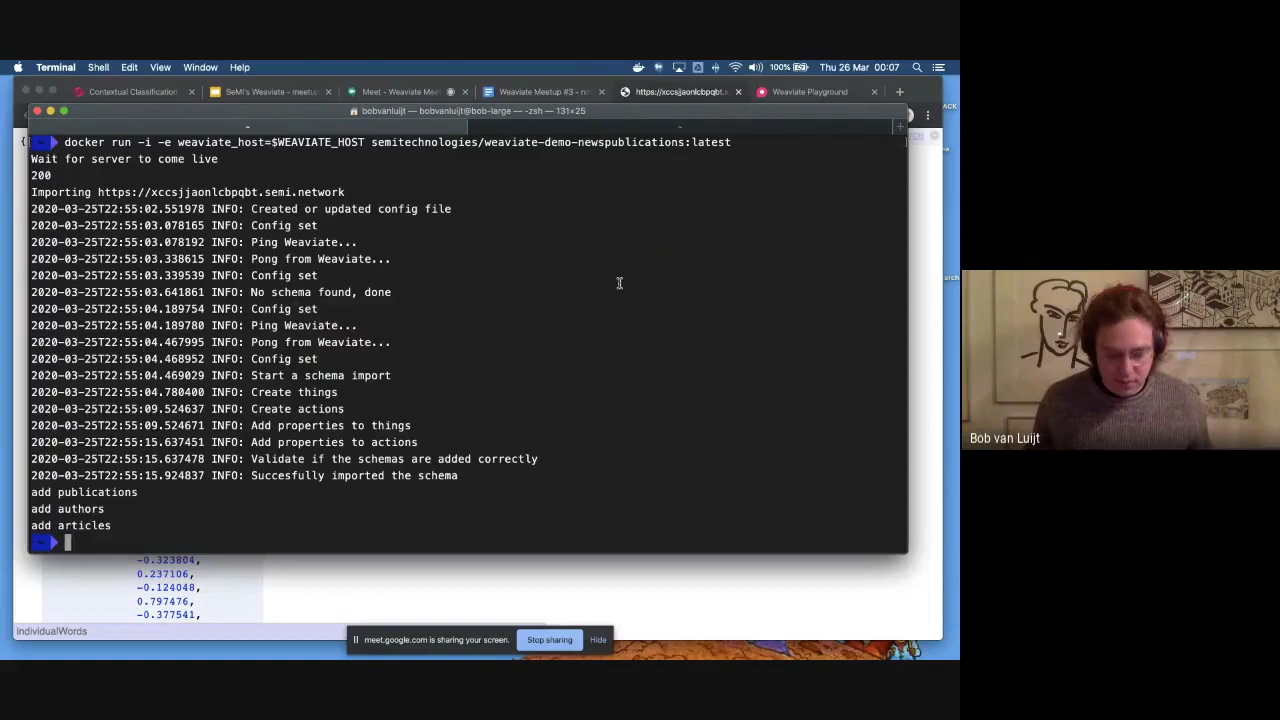 Terminal Shell Edit View Window Help 100% Thu 26 Mar 00:07
Contextual Classification SeMI's Weaviate - meetup Meet - Weaviate Meet Weaviate Meetup #3 - no https://xccsjjaonlcbpqbt.s Weaviate Playground
bobvanluijt — bobvanluijt@bob-large — -zsh — 131×25
~ ~
{ ~ docker run -i -e weaviate_host=$WEAVIATE_HOST semitechnologies/weaviate-demo-newspublications:latest
Wait for server to come live
200
Importing https://xccsjjaonlcbpqbt.semi.network
2020-03-25T22:55:02.551978 INFO: Created or updated config file
2020-03-25T22:55:03.078165 INFO: Config set
2020-03-25T22:55:03.078192 INFO: Ping Weaviate...
2020-03-25T22:55:03.338615 INFO: Pong from Weaviate...
2020-03-25T22:55:03.339539 INFO: Config set
2020-03-25T22:55:03.641861 INFO: No schema found, done
2020-03-25T22:55:04.189754 INFO: Config set
2020-03-25T22:55:04.189780 INFO: Ping Weaviate...
2020-03-25T22:55:04.467995 INFO: Pong from Weaviate...
2020-03-25T22:55:04.468952 INFO: Config set
2020-03-25T22:55:04.469029 INFO: Start a schema import
2020-03-25T22:55:04.780400 INFO: Create things
2020-03-25T22:55:09.524637 INFO: Create actions
2020-03-25T22:55:09.524671 INFO: Add properties to things
2020-03-25T22:55:15.637451 INFO: Add properties to actions
2020-03-25T22:55:15.637478 INFO: Validate if the schemas are added correctly
2020-03-25T22:55:15.924837 INFO: Succesfully imported the schema
add publications
add authors
add articles
~
-0.323804,
0.237106,
-0.124048,
0.797476,
-0.377541,
individualWords
meet.google.com is sharing your screen. Stop sharing Hide
Bob van Luijt